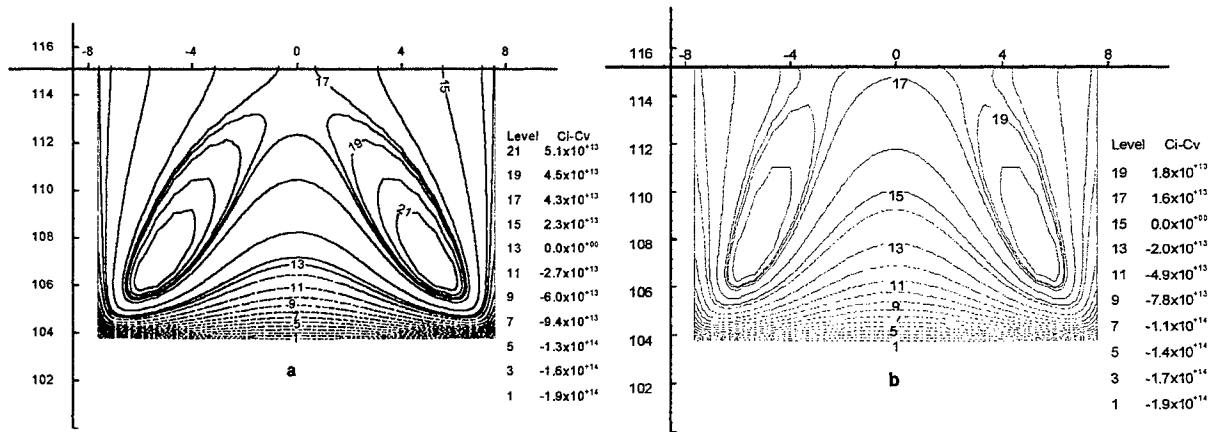 116
-8 -4 0 4 8
17
15
114
112
19
110
21
108
13
106
11
9
7
104
5
1
102
a
Level Ci-Cv
21 5.1x10+13
19 4.5x10+13
17 4.3x10+13
15 2.3x10+13
13 0.0x10+00
11 -2.7x10+13
9 -6.0x10+13
7 -9.4x10+13
5 -1.3x10+14
3 -1.6x10+14
1 -1.9x10+14
116
-8 -4 0 4 8
17
114
19
112
110
15
108
13
106
11
9
7
104
5
1
102
b
Level Ci-Cv
19 1.8x10+13
17 1.6x10+13
15 0.0x10+00
13 -2.0x10+13
11 -4.9x10+13
9 -7.8x10+13
7 -1.1x10+14
5 -1.4x10+14
3 -1.7x10+14
1 -1.9x10+14